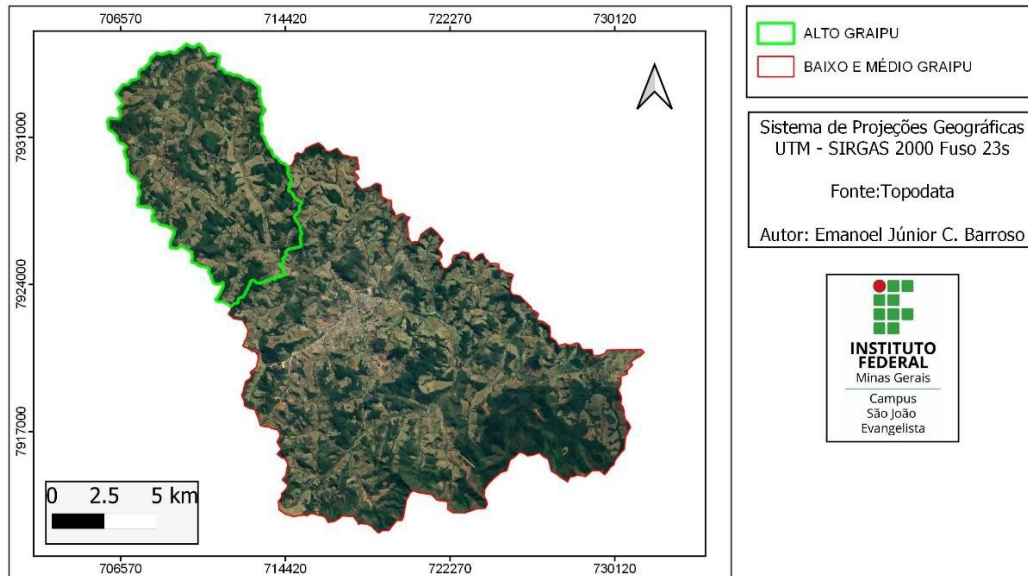 706570 714420 722270 730120
7931000
7924000
7917000
0 2.5 5 km
706570 714420 722270 730120
ALTO GRAIPU
BAIXO E MÉDIO GRAIPU
Sistema de Projeções Geográficas
UTM - SIRGAS 2000 Fuso 23s
Fonte:Topodata
Autor: Emanoel Júnior C. Barroso
INSTITUTO
FEDERAL
Minas Gerais
Campus
São João
Evangelista